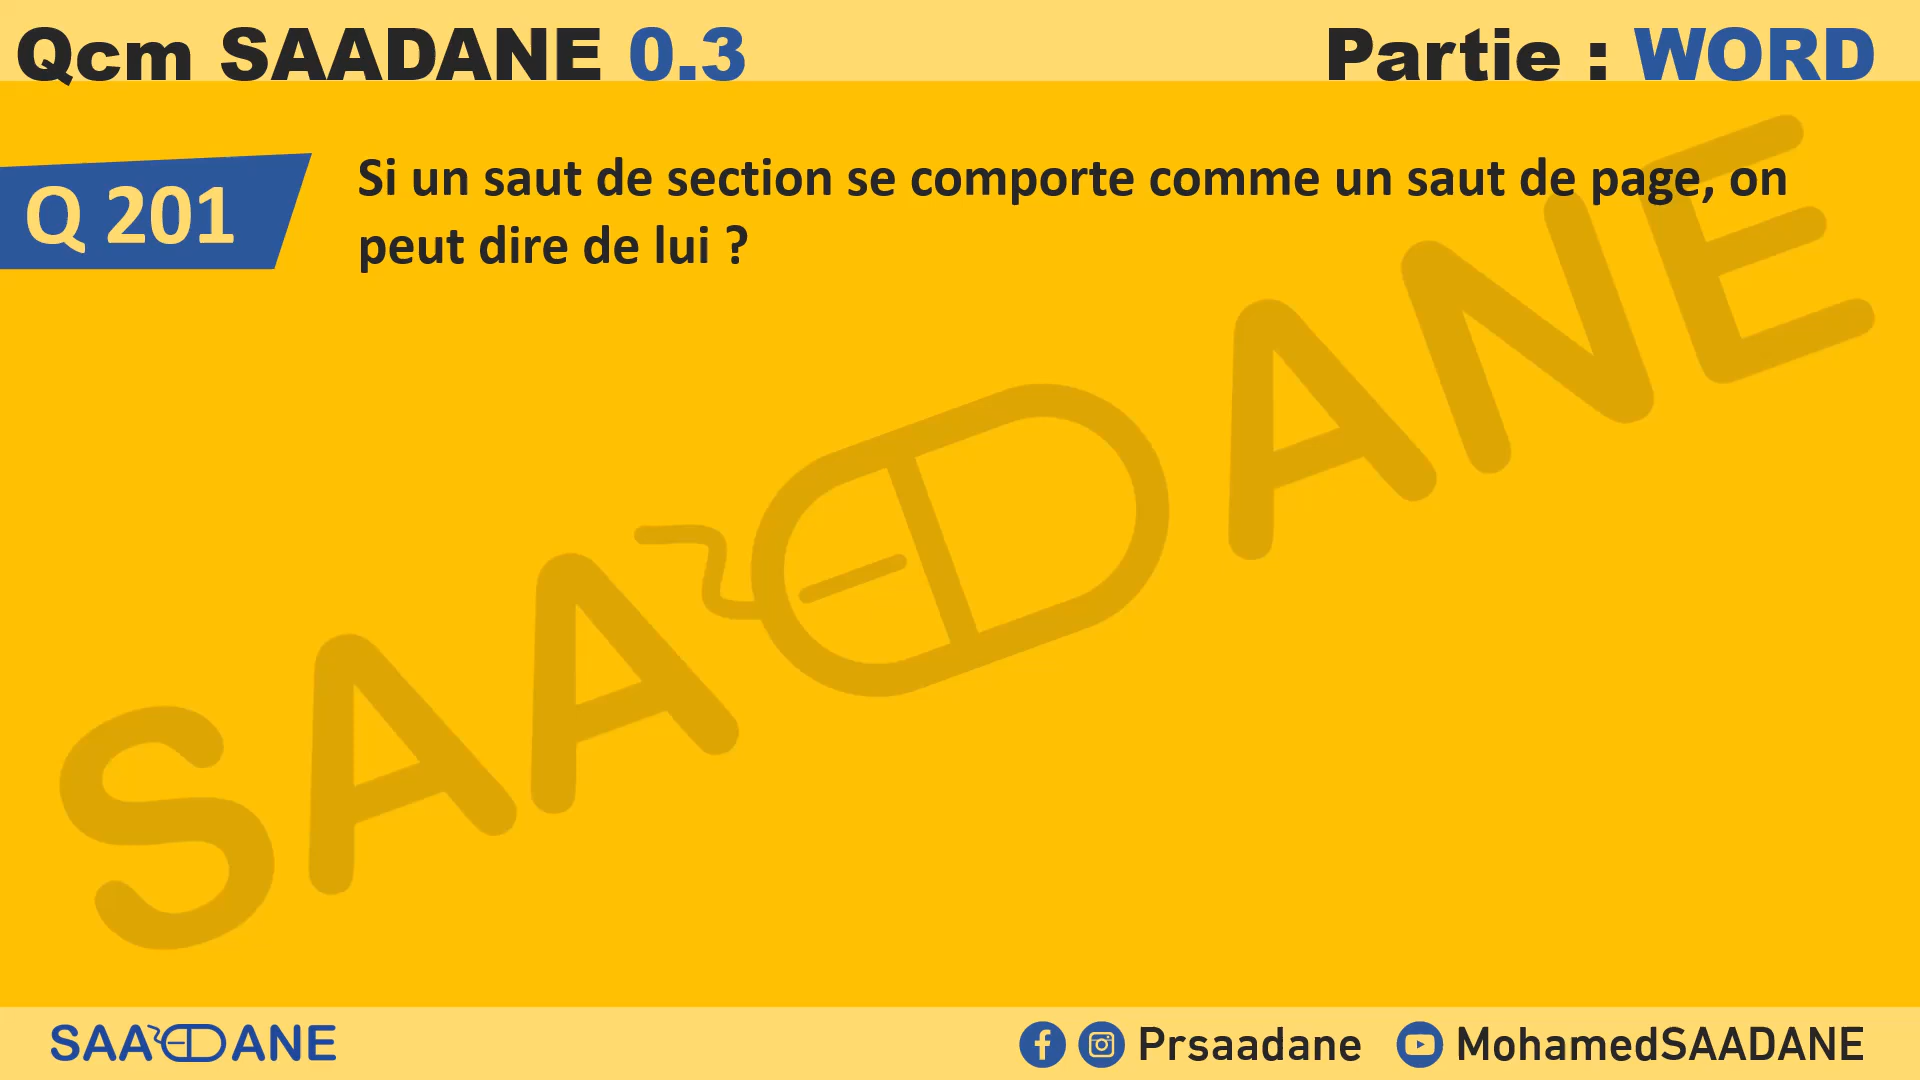 Qcm SAADANE 0.3
Partie : WORD
Q 201
Si un saut de section se comporte comme un saut de page, on
peut dire de lui ?
SAADANE
SAADANE
Prsaadane
MohamedSAADANE